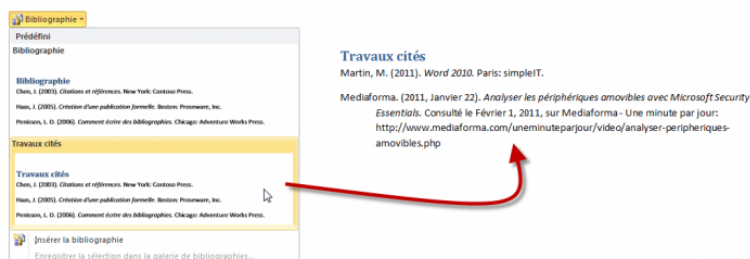 Bibliographie
Prédéfini
Bibliographie
Bibliographie
Chen, J. (2003). Citations et références. New York: Contoso Press.
Haas, J. (2005). Création d'une publication formelle. Boston: Proseware, Inc.
Penisson, L. D. (2006). Comment écrire des bibliographies. Chicago: Adventure Works Press.
Travaux cités
Travaux cités
Chen, J. (2003). Citations et références. New York: Contoso Press.
Haas, J. (2005). Création d'une publication formelle. Boston: Proseware, Inc.
Penisson, L. D. (2006). Comment écrire des bibliographies. Chicago: Adventure Works Press.
Insérer la bibliographie
Enregistrer la sélection dans la galerie de bibliographies...
Travaux cités
Martin, M. (2011). Word 2010. Paris: simpleIT.
Mediaforma. (2011, Janvier 22). Analyser les périphériques amovibles avec Microsoft Security
Essentials. Consulté le Février 1, 2011, sur Mediaforma - Une minute par jour:
http://www.mediaforma.com/uneminuteparjour/video/analyser-peripheriques-
amovibles.php